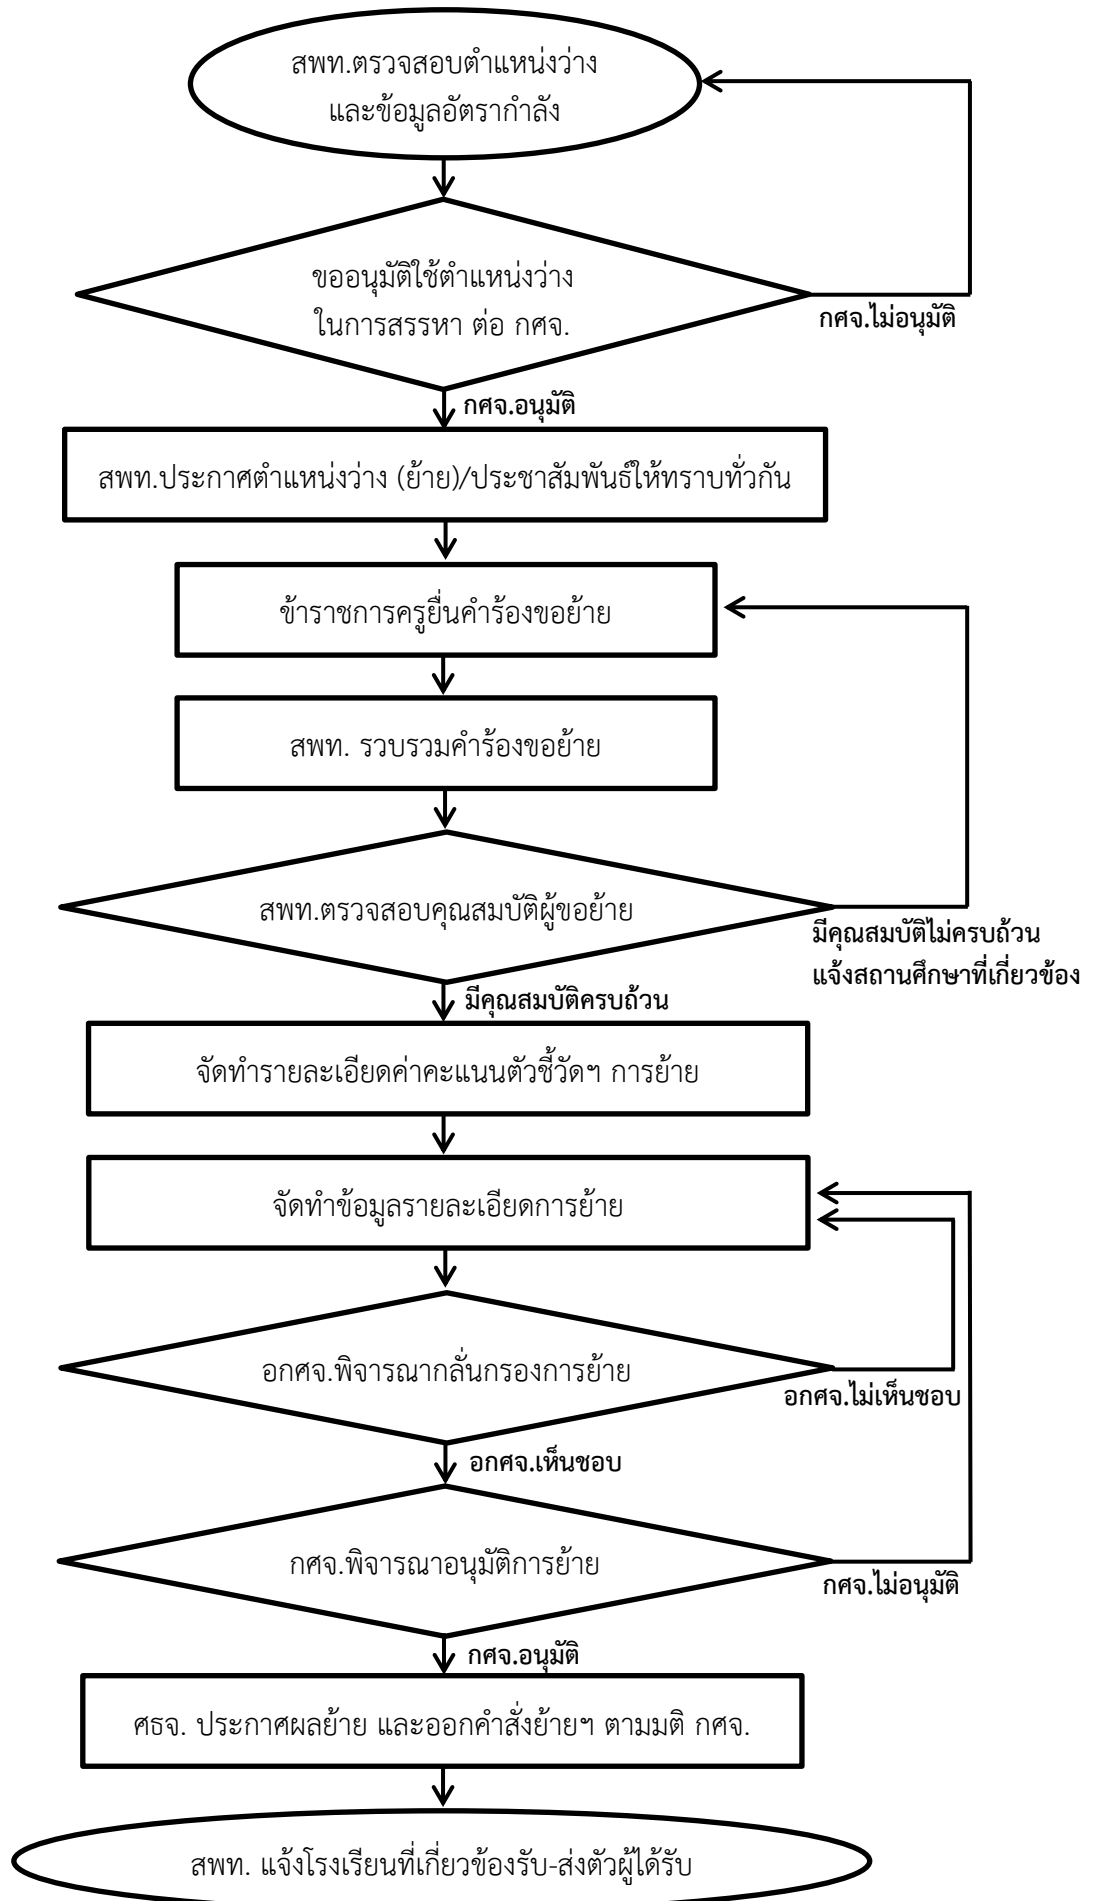 สพท.ตรวจสอบตำแหน่งว่าง
และข้อมูลอัตรากำลัง
ขออนุมัติใช้ตำแหน่งว่าง
ในการสรรหา ต่อ กศจ.
กศจ.ไม่อนุมัติ
กศจ.อนุมัติ
สพท.ประกาศตำแหน่งว่าง (ย้าย)/ประชาสัมพันธ์ให้ทราบทั่วกัน
ข้าราชการครูยื่นคำร้องขอย้าย
สพท. รวบรวมคำร้องขอย้าย
สพท.ตรวจสอบคุณสมบัติผู้ขอย้าย
มีคุณสมบัติไม่ครบถ้วน
แจ้งสถานศึกษาที่เกี่ยวข้อง
มีคุณสมบัติครบถ้วน
จัดทำรายละเอียดค่าคะแนนตัวชี้วัดฯ การย้าย
จัดทำข้อมูลรายละเอียดการย้าย
อกศจ.พิจารณากลั่นกรองการย้าย
อกศจ.ไม่เห็นชอบ
อกศจ.เห็นชอบ
กศจ.พิจารณาอนุมัติการย้าย
กศจ.ไม่อนุมัติ
กศจ.อนุมัติ
ศธจ. ประกาศผลย้าย และออกคำสั่งย้ายฯ ตามมติ กศจ.
สพท. แจ้งโรงเรียนที่เกี่ยวข้องรับ-ส่งตัวผู้ได้รับ